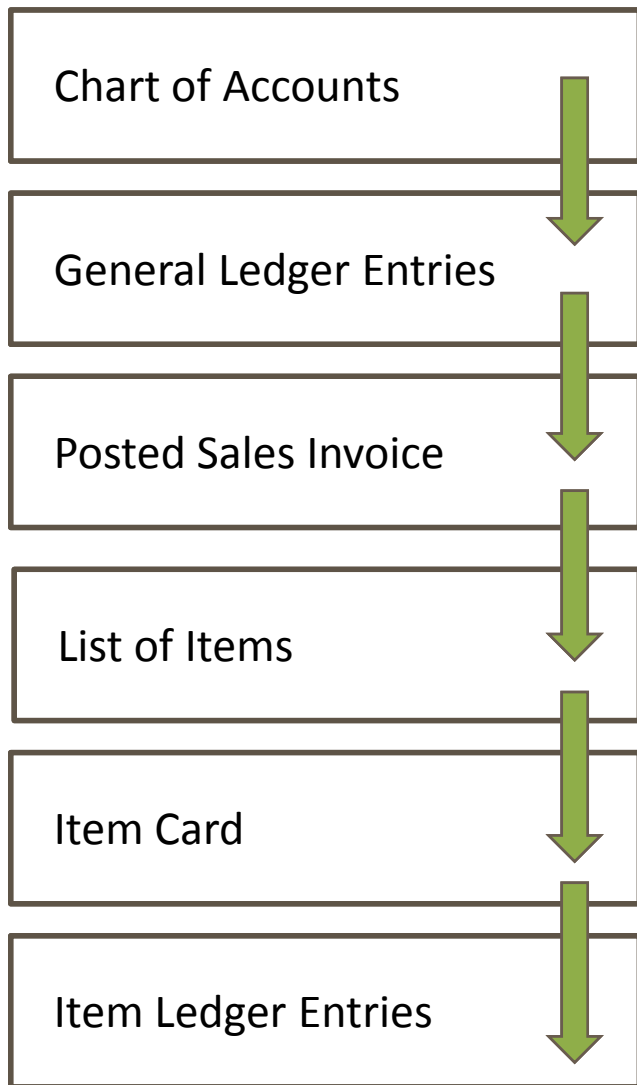 Chart of Accounts
General Ledger Entries
Posted Sales Invoice
List of Items
Item Card
Item Ledger Entries